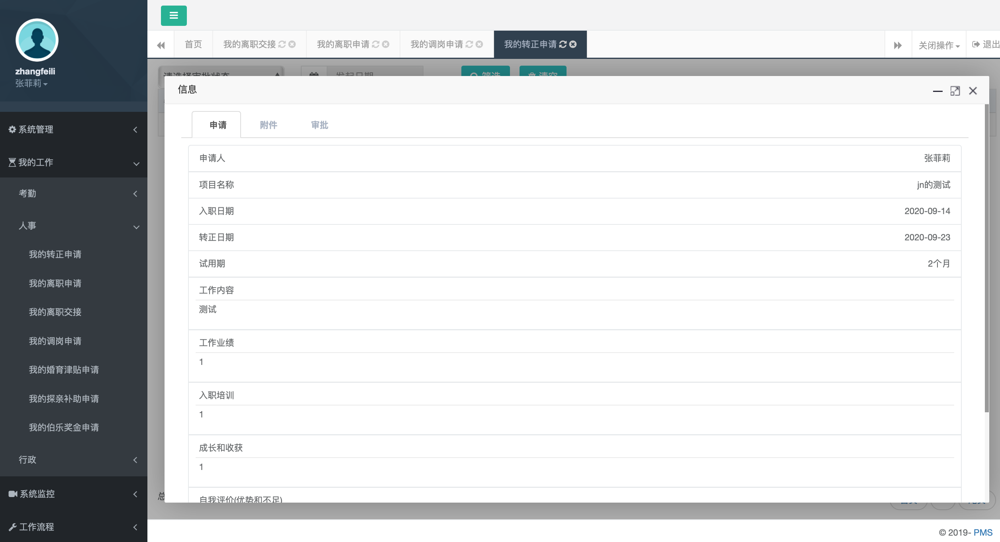 zhangfeili
张菲莉
系统管理
我的工作
考勤
人事
我的转正申请
我的离职申请
我的离职交接
我的调岗申请
我的婚育津贴申请
我的探亲补助申请
我的伯乐奖金申请
行政
系统监控
工作流程
首页
我的离职交接
我的离职申请
我的调岗申请
我的转正申请
关闭操作
退出
请选择审批状态
发起日期
筛选
清空
信息
申请
附件
审批
申请人
张菲莉
项目名称
jn的测试
入职日期
2020-09-14
转正日期
2020-09-23
试用期
2个月
工作内容
测试
工作业绩
1
入职培训
1
成长和收获
1
自我评价(优势和不足)
总
© 2019- PMS